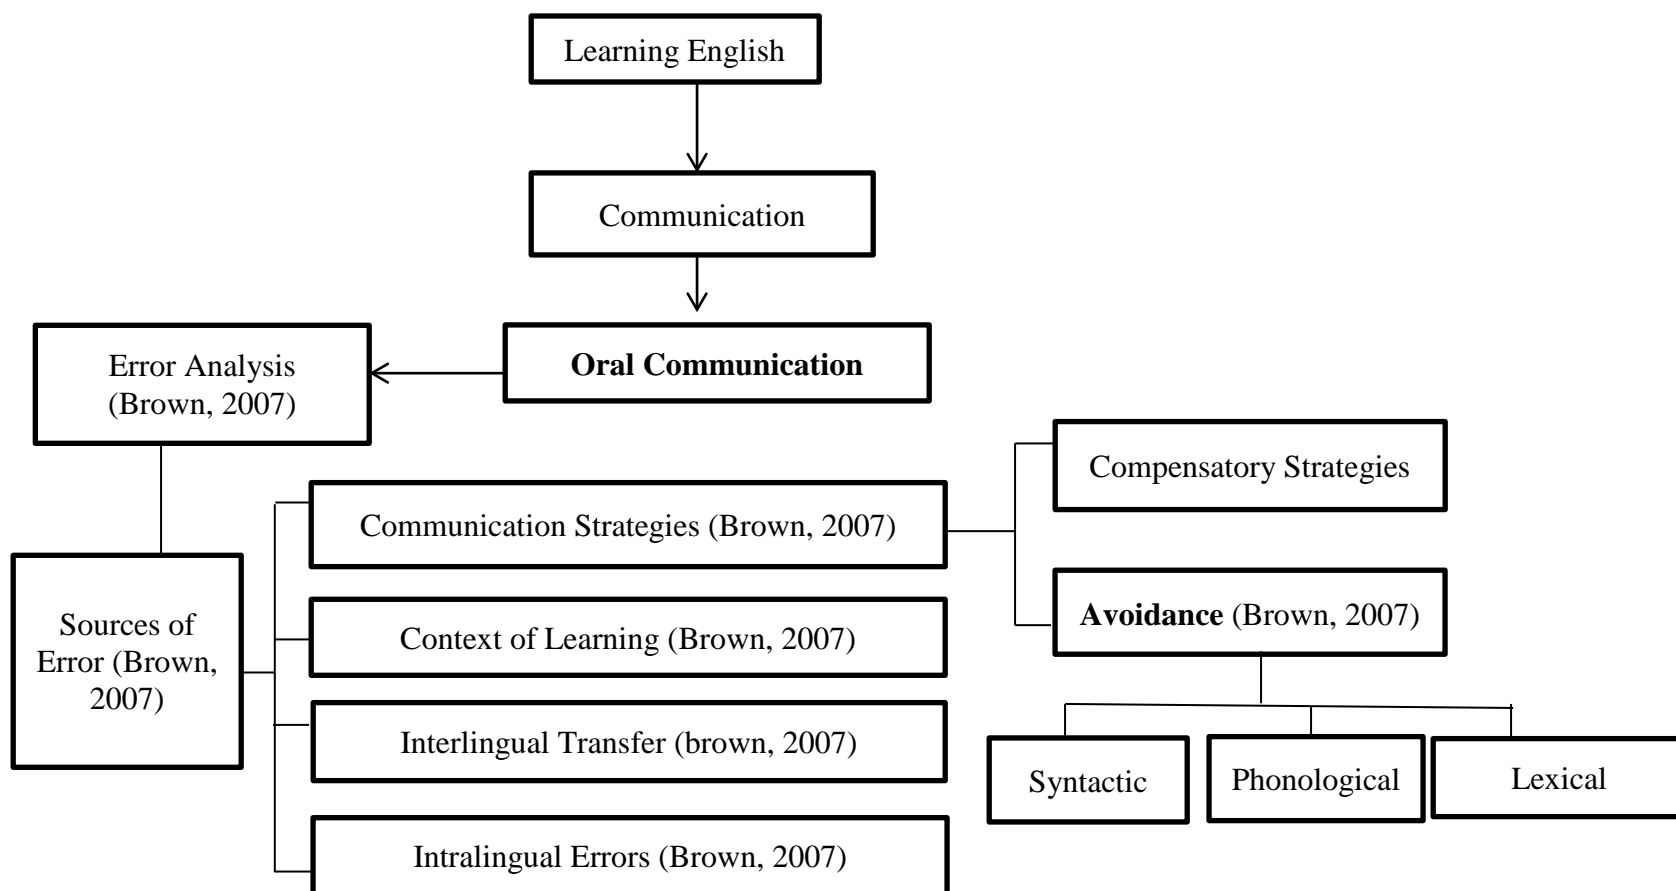 Learning English
Communication
Oral Communication
Error Analysis
(Brown, 2007)
Compensatory Strategies
Communication Strategies (Brown, 2007)
Avoidance (Brown, 2007)
Sources of
Error (Brown,
2007)
Context of Learning (Brown, 2007)
Interlingual Transfer (brown, 2007)
Intralingual Errors (Brown, 2007)
Syntactic
Phonological
Lexical